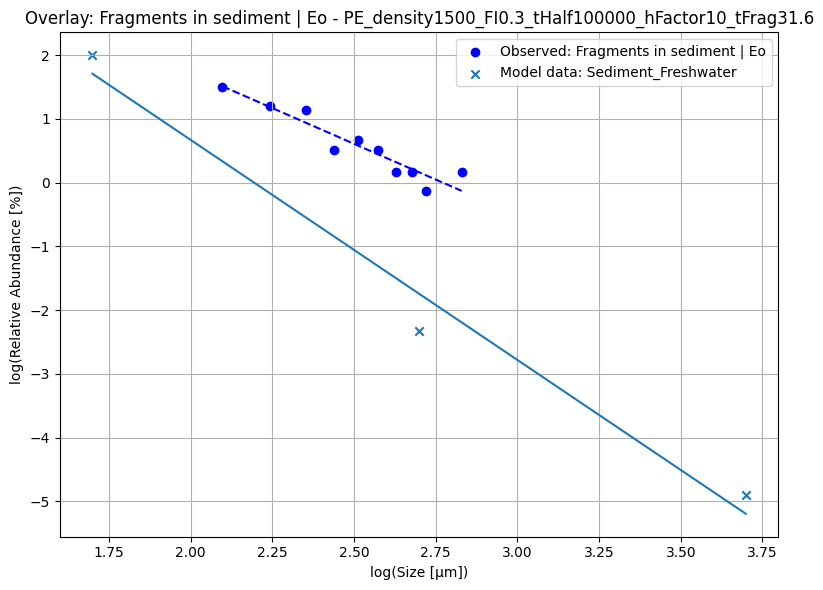 Overlay: Fragments in sediment | Eo - PE_density1500_FI0.3_tHalf100000_hFactor10_tFrag31.6
Observed: Fragments in sediment | Eo
Model data: Sediment_Freshwater
log(Relative Abundance [%])
2
1
0
−1
−2
−3
−4
−5
1.75 2.00 2.25 2.50 2.75 3.00 3.25 3.50 3.75
log(Size [μm])